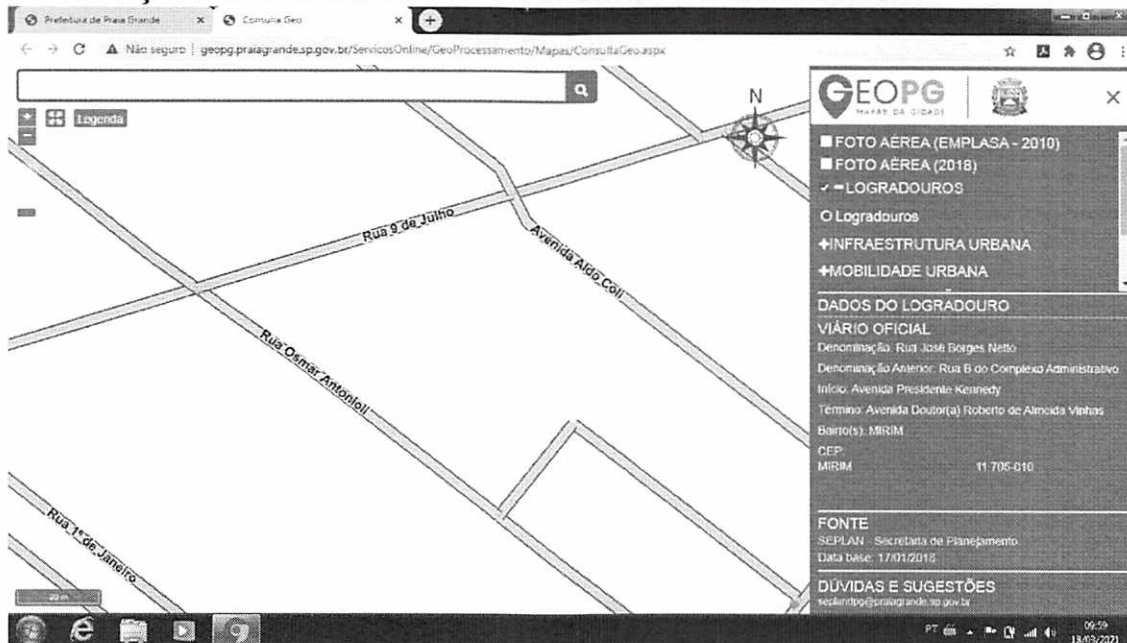 Prefeitura de Praia Grande
Consulta Geo
Não seguro | geopg.praiagrande.sp.gov.br/ServicosOnline/GeoProcessamento/Mapas/ConsultaGeo.aspx
Legenda
N
Rua 9 de Julho
Avenida Aldo Coli
Rua Osmar Antonioli
Rua 1º de Janeiro
20 m
GEOPG
MAPAS DA CIDADE
FOTO AÉREA (EMPLASA - 2010)
FOTO AÉREA (2018)
LOGRADOUROS
Logradouros
+INFRAESTRUTURA URBANA
+MOBILIDADE URBANA
DADOS DO LOGRADOURO
VIÁRIO OFICIAL
Denominação: Rua José Borges Netto
Denominação Anterior: Rua B do Complexo Administrativo
Início: Avenida Presidente Kennedy
Término: Avenida Doutor(a) Roberto de Almeida Vinhas
Bairro(s): MIRIM
CEP:
MIRIM 11.705-010
FONTE
SEPLAN - Secretaria de Planejamento
Data base: 17/01/2018
DÚVIDAS E SUGESTÕES
seplandpg@praiagrande.sp.gov.br
PT
09:59
18/03/2021